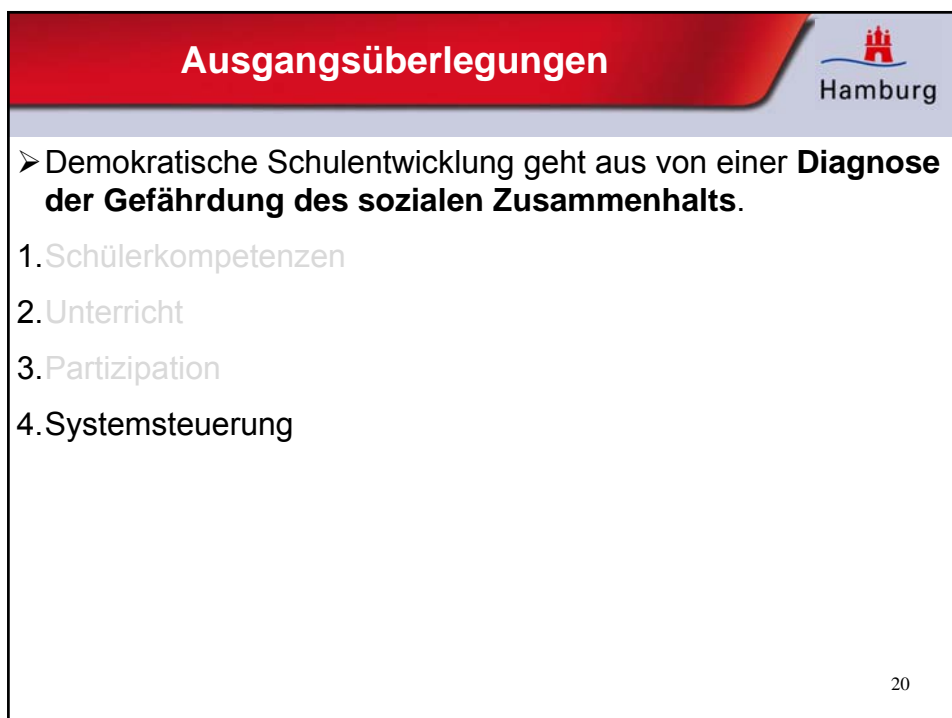 Ausgangsüberlegungen
Hamburg
➢ Demokratische Schulentwicklung geht aus von einer Diagnose
der Gefährdung des sozialen Zusammenhalts.
1. Schülerkompetenzen
2. Unterricht
3. Partizipation
4. Systemsteuerung
20